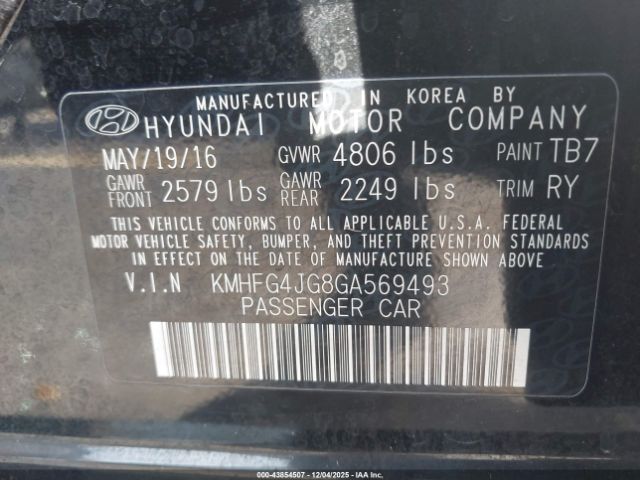 MANUFACTURED IN KOREA BY
HYUNDAI MOTOR COMPANY
MAY/19/16 GVWR 4806 lbs PAINT TB7
GAWR FRONT 2579 lbs GAWR REAR 2249 lbs TRIM RY
THIS VEHICLE CONFORMS TO ALL APPLICABLE U.S.A. FEDERAL
MOTOR VEHICLE SAFETY, BUMPER, AND THEFT PREVENTION STANDARDS
IN EFFECT ON THE DATE OF MANUFACTURE SHOWN ABOVE
V.I.N KMHFG4JG8GA569493
PASSENGER CAR
000-43854507 - 12/04/2025 - IAA, Inc.